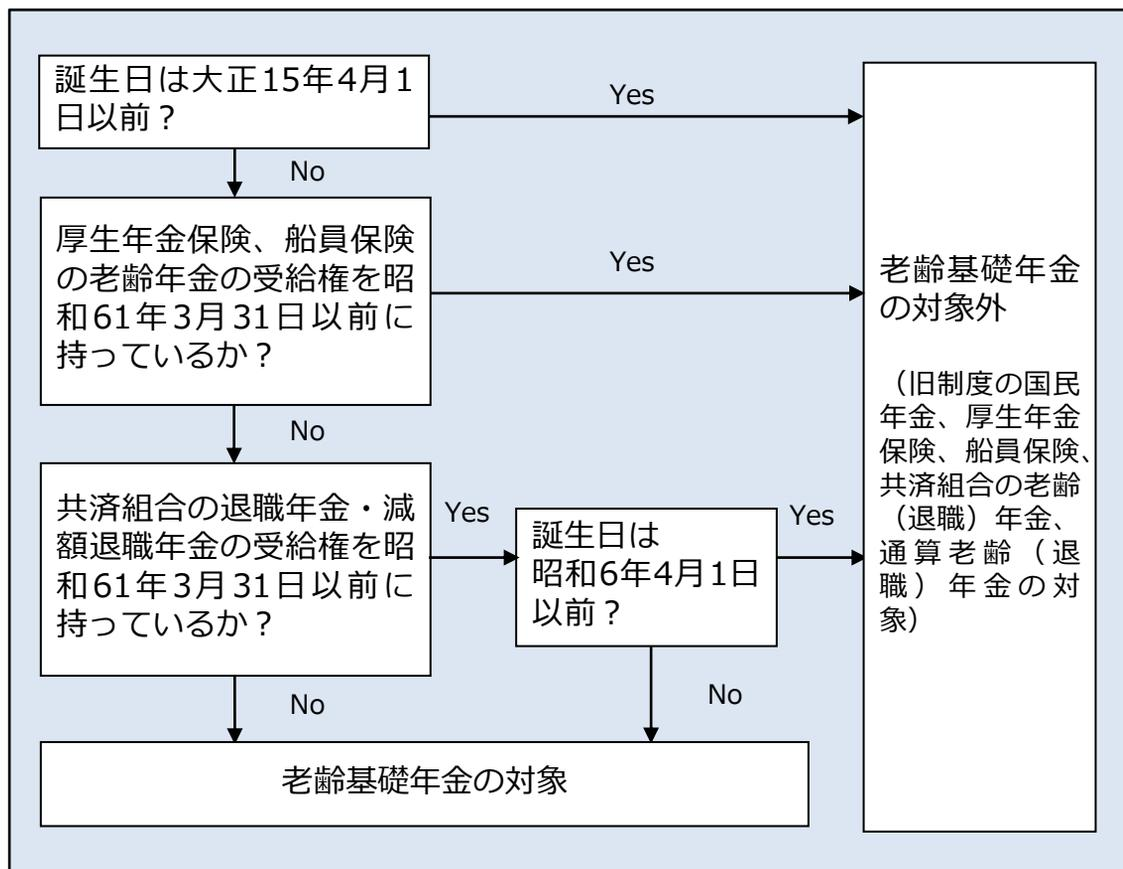 誕生日は大正15年4月1
日以前？
Yes
No
厚生年金保険、船員保険
の老齢年金の受給権を昭
和61年3月31日以前に
持っているか？
Yes
No
共済組合の退職年金・減
額退職年金の受給権を昭
和61年3月31日以前に
持っているか？
Yes
誕生日は
昭和6年4月1日
以前？
Yes
No
No
老齢基礎年金の対象
老齢基礎年金
の対象外
（旧制度の国民
年金、厚生年金
保険、船員保険、
共済組合の老齢
（退職）年金、
通算老齢（退
職）年金の対
象）